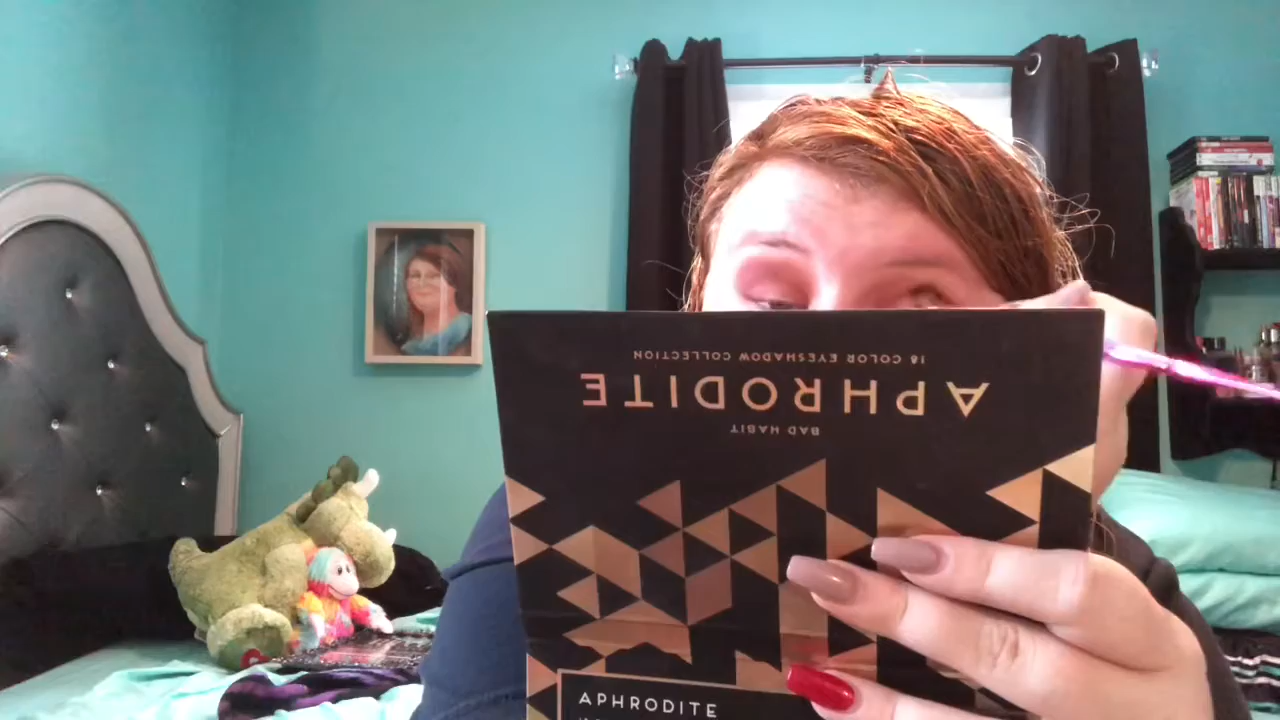 18 COLOR EYESHADOW COLLECTION
APHRODITE
BAD HABIT
APHRODITE